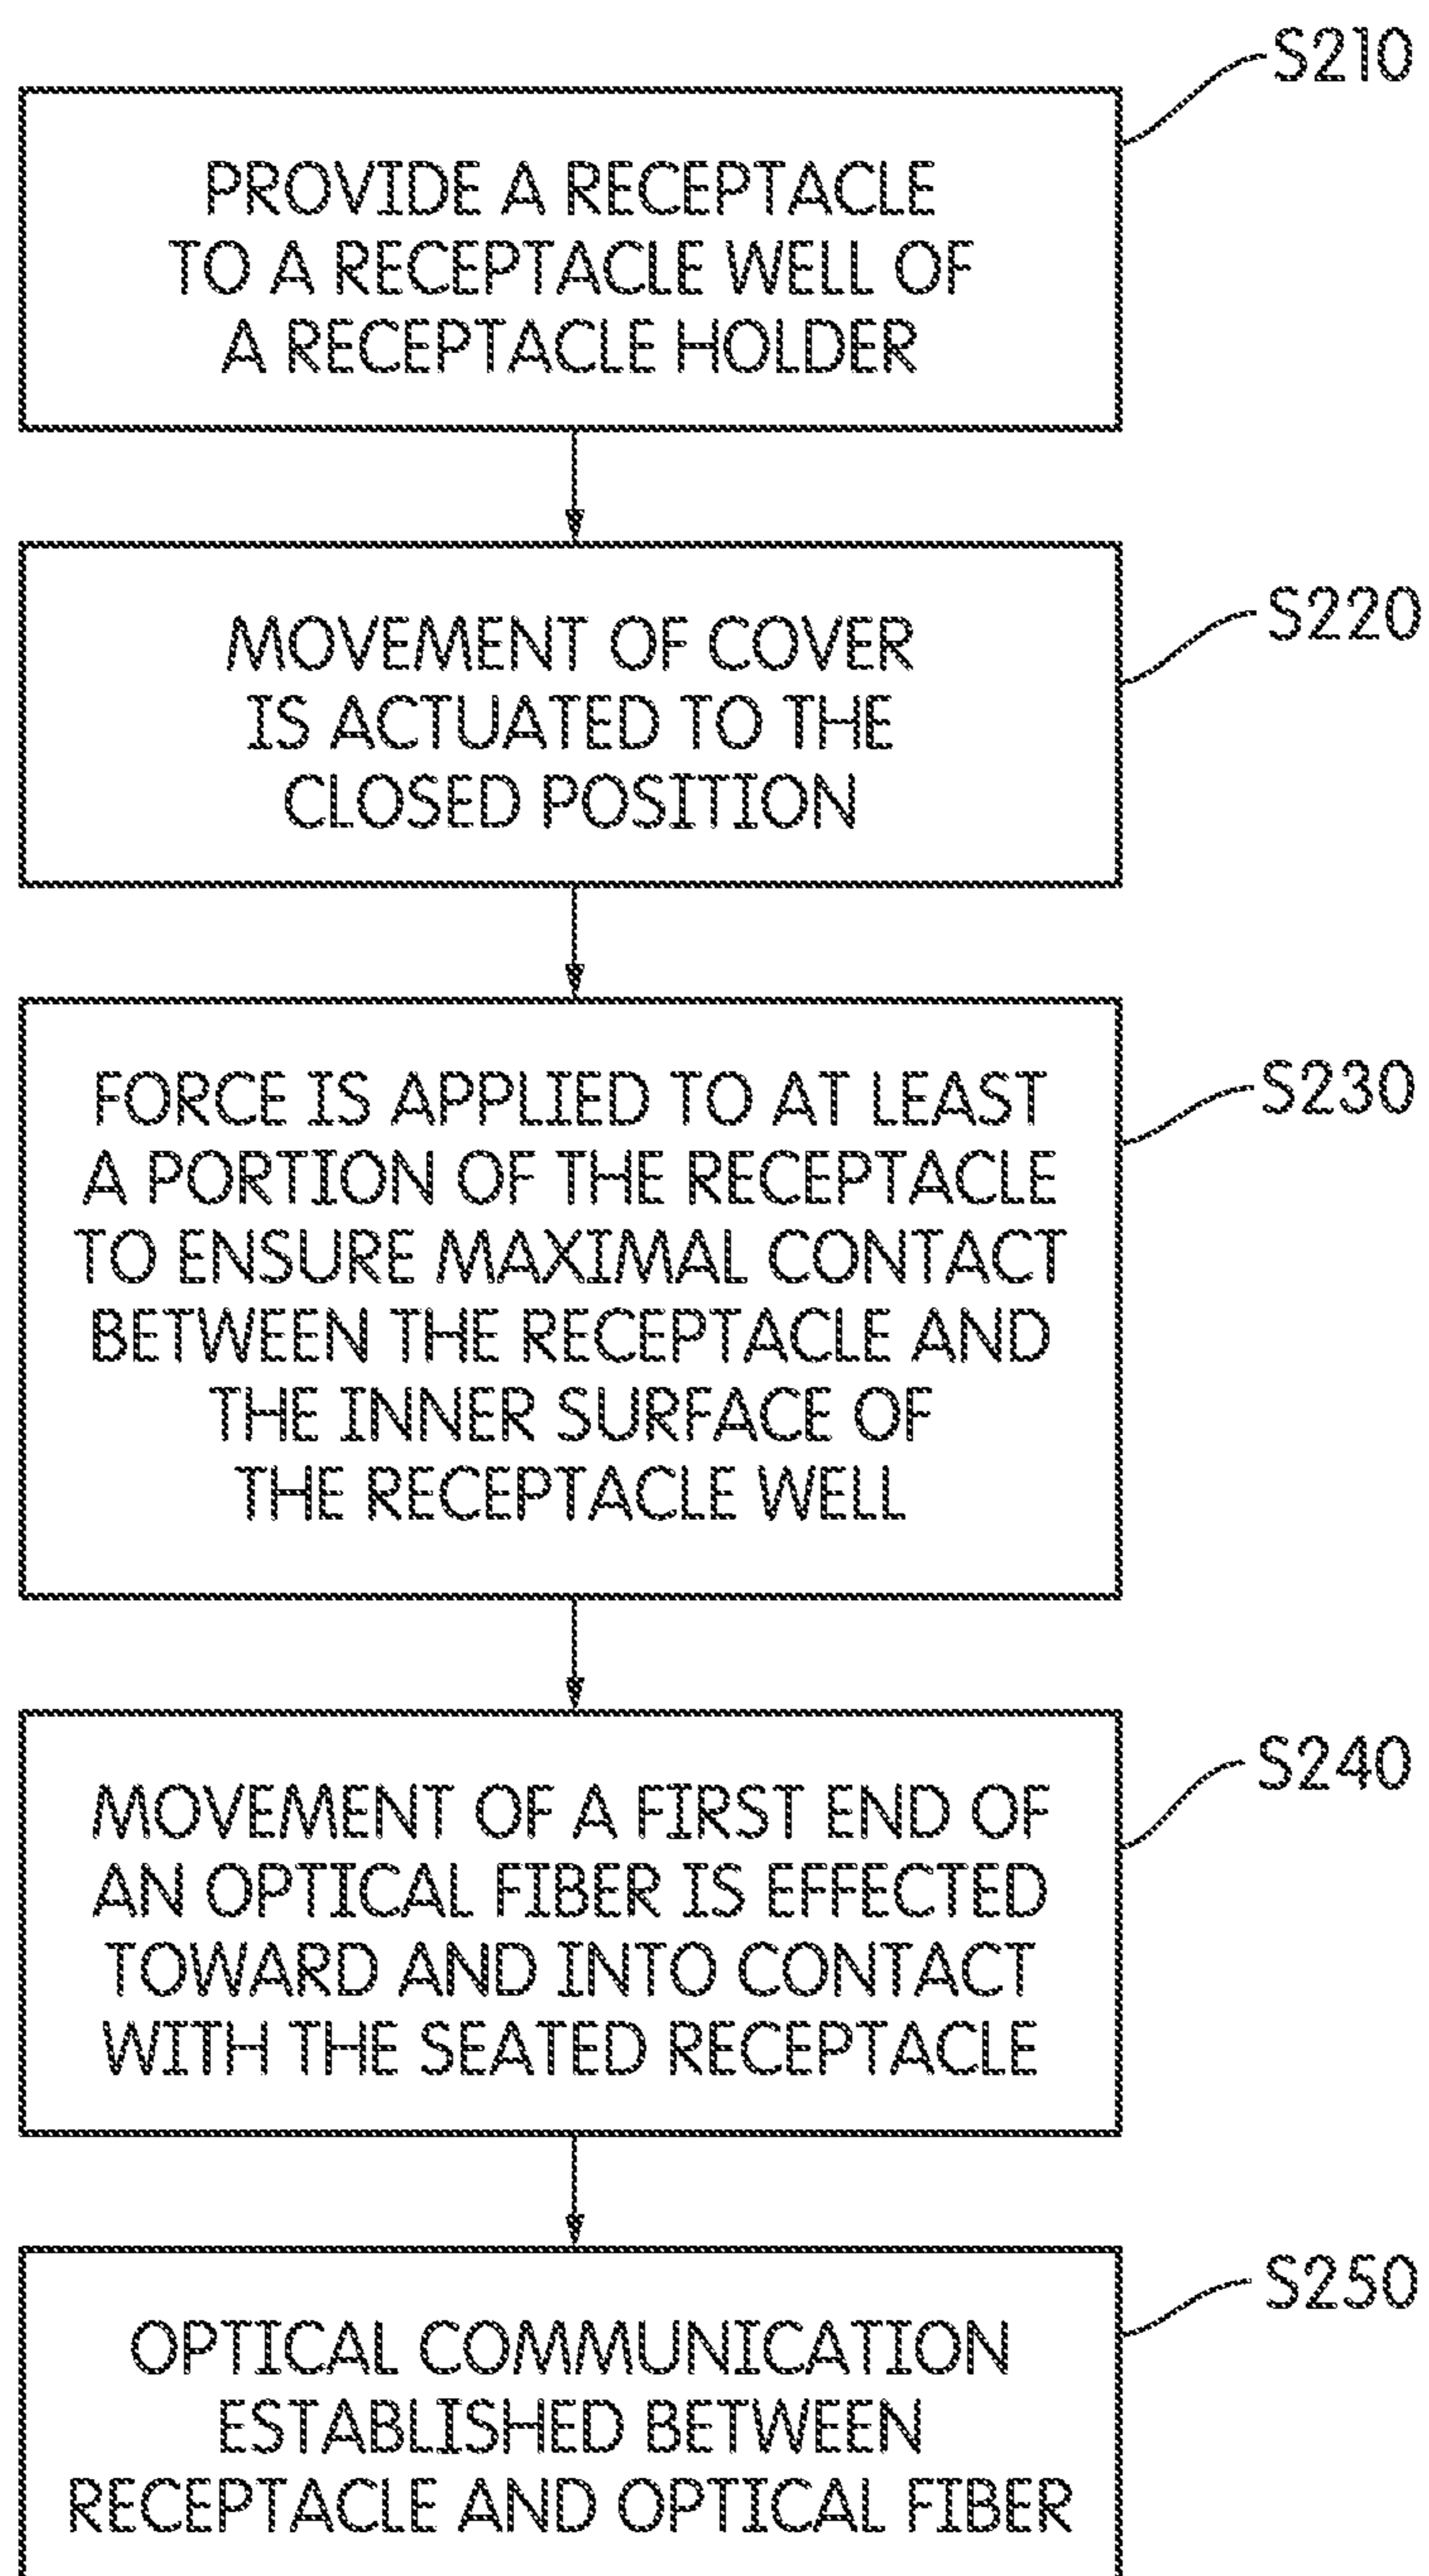 S210
PROVIDE A RECEPTACLE
TO A RECEPTACLE WELL OF
A RECEPTACLE HOLDER
S220
MOVEMENT OF COVER
IS ACTUATED TO THE
CLOSED POSITION
S230
FORCE IS APPLIED TO AT LEAST
A PORTION OF THE RECEPTACLE
TO ENSURE MAXIMAL CONTACT
BETWEEN THE RECEPTACLE AND
THE INNER SURFACE OF
THE RECEPTACLE WELL
S240
MOVEMENT OF A FIRST END OF
AN OPTICAL FIBER IS EFFECTED
TOWARD AND INTO CONTACT
WITH THE SEATED RECEPTACLE
S250
OPTICAL COMMUNICATION
ESTABLISHED BETWEEN
RECEPTACLE AND OPTICAL FIBER